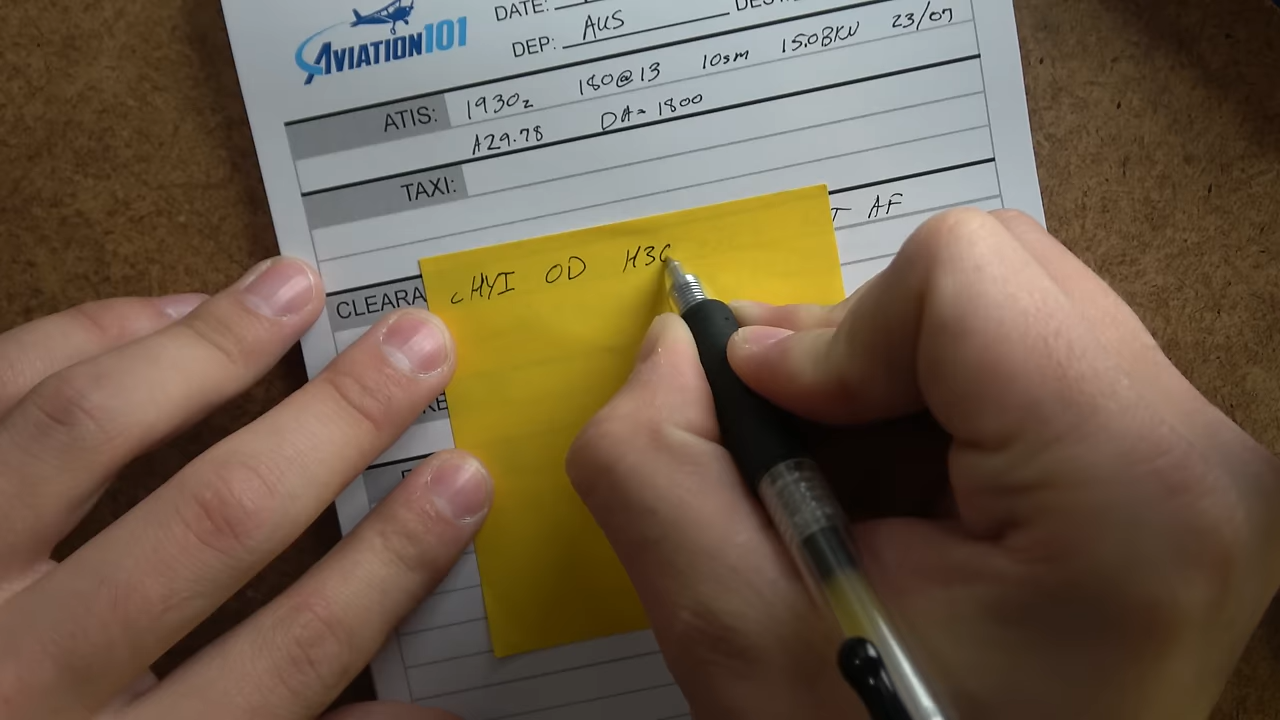 AVIATION101
DATE:
DEP: AUS
ATIS: 1930z 180@13 10sm 150BKN 23/07
A29.78 DA= 1800
TAXI:
T AF
CLEARA
cHYI OD H3